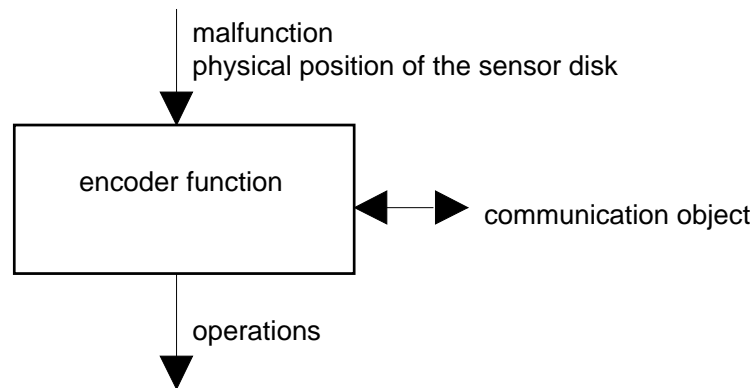 malfunction
physical position of the sensor disk
encoder function
communication object
operations